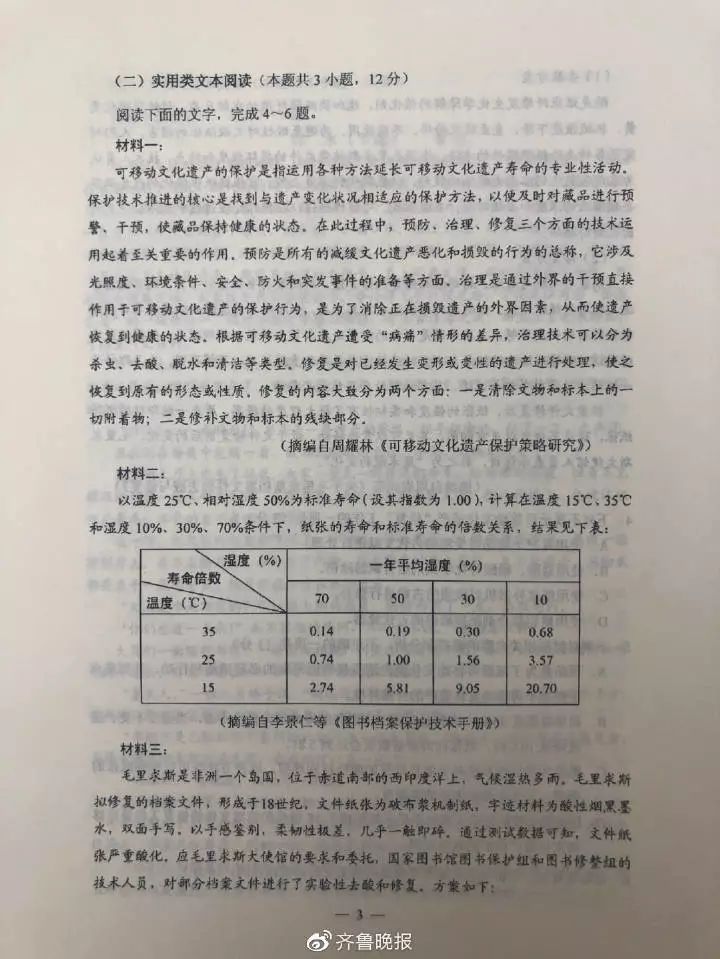 （二）实用类文本阅读（本题共3小题，12分）
阅读下面的文字，完成4～6题。
材料一：
可移动文化遗产的保护是指运用各种方法延长可移动文化遗产寿命的专业性活动。
保护技术推进的核心是找到与遗产变化状况相适应的保护方法，以便及时对藏品进行预
警、干预，使藏品保持健康的状态。在此过程中，预防、治理、修复三个方面的技术运
用起着至关重要的作用。预防是所有的减缓文化遗产恶化和损毁的行为的总称，它涉及
光照度、环境条件、安全、防火和突发事件的准备等方面。治理是通过外界的干预直接
作用于可移动文化遗产的保护行为，是为了消除正在损毁遗产的外界因素，从而使遗产
恢复到健康的状态。根据可移动文化遗产遭受“病痛”情形的差异，治理技术可以分为
杀虫、去酸、脱水和清洁等类型。修复是对已经发生变形或变性的遗产进行处理，使之
恢复到原有的形态或性质。修复的内容大致分为两个方面：一是清除文物和标本上的一
切附着物；二是修补文物和标本的残缺部分。
（摘编自周耀林《可移动文化遗产保护策略研究》）
材料二：
以温度25℃、相对湿度50%为标准寿命（设其指数为1.00），计算在温度15℃、35℃
和湿度10%、30%、70%条件下，纸张的寿命和标准寿命的倍数关系，结果见下表：
湿度（%）
寿命倍数
温度（℃）
一年平均湿度（%）
70 50 30 10
35 0.14 0.19 0.30 0.68
25 0.74 1.00 1.56 3.57
15 2.74 5.81 9.05 20.70
（摘编自李景仁等《图书档案保护技术手册》）
材料三：
毛里求斯是非洲一个岛国，位于赤道南部的西印度洋上，气候湿热多雨。毛里求斯
拟修复的档案文件，形成于18世纪。文件纸张为破布浆机制纸，字迹材料为酸性烟黑墨
水，双面手写。以手感鉴别，柔韧性极差，几乎一触即碎。通过测试数据可知，文件纸
张严重酸化。应毛里求斯大使馆的要求和委托，国家图书馆图书保护组和图书修整组的
技术人员，对部分档案文件进行了实验性去酸和修复。方案如下：
— 3 —
齐鲁晚报